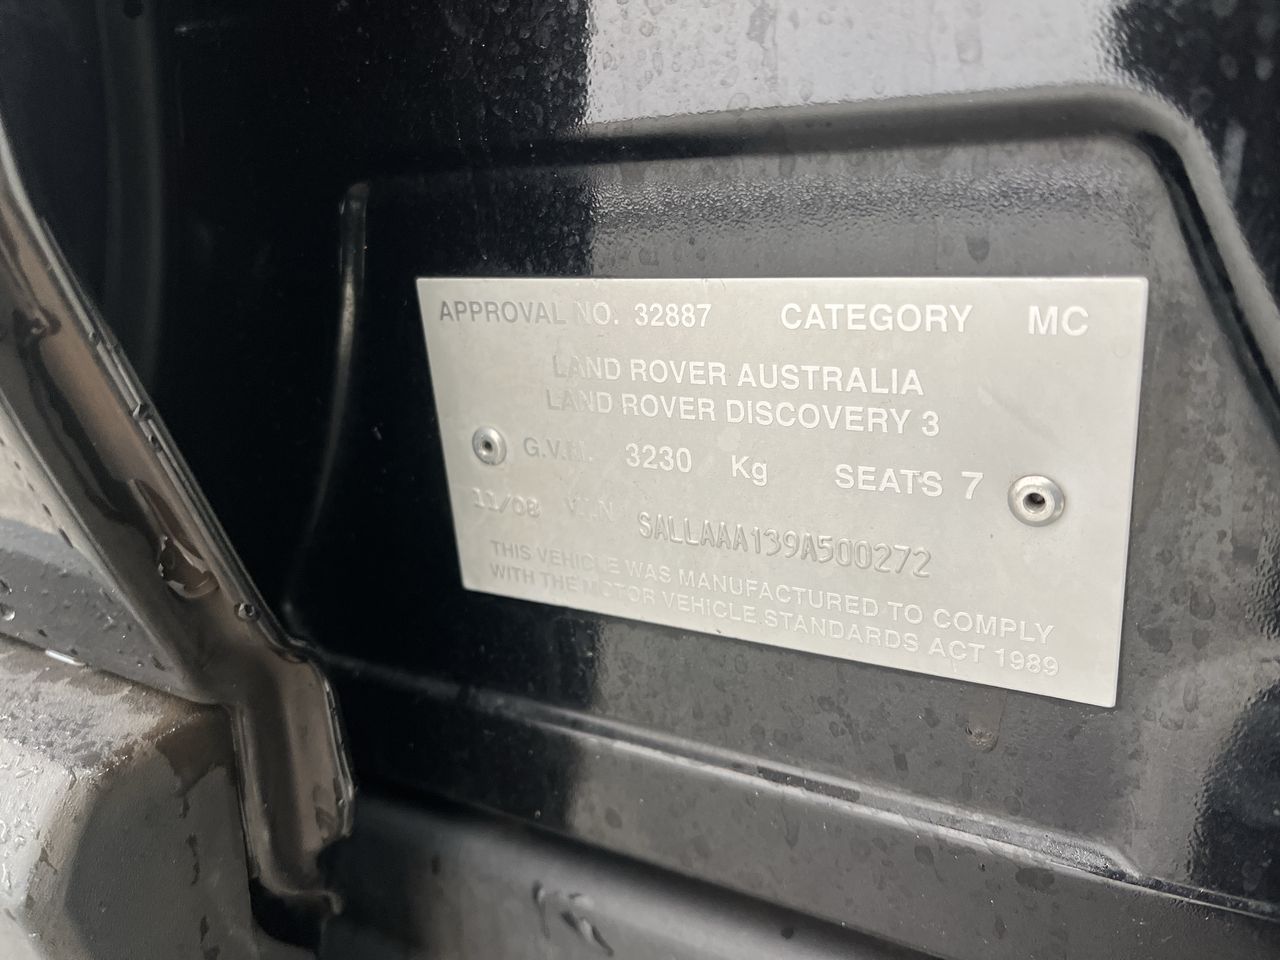 APPROVAL NO. 32887 CATEGORY MC
LAND ROVER AUSTRALIA
LAND ROVER DISCOVERY 3
G.V.M. 3230 Kg SEATS 7
11/08 VIN SALLAAA139A500272
THIS VEHICLE WAS MANUFACTURED TO COMPLY
WITH THE MOTOR VEHICLE STANDARDS ACT 1989